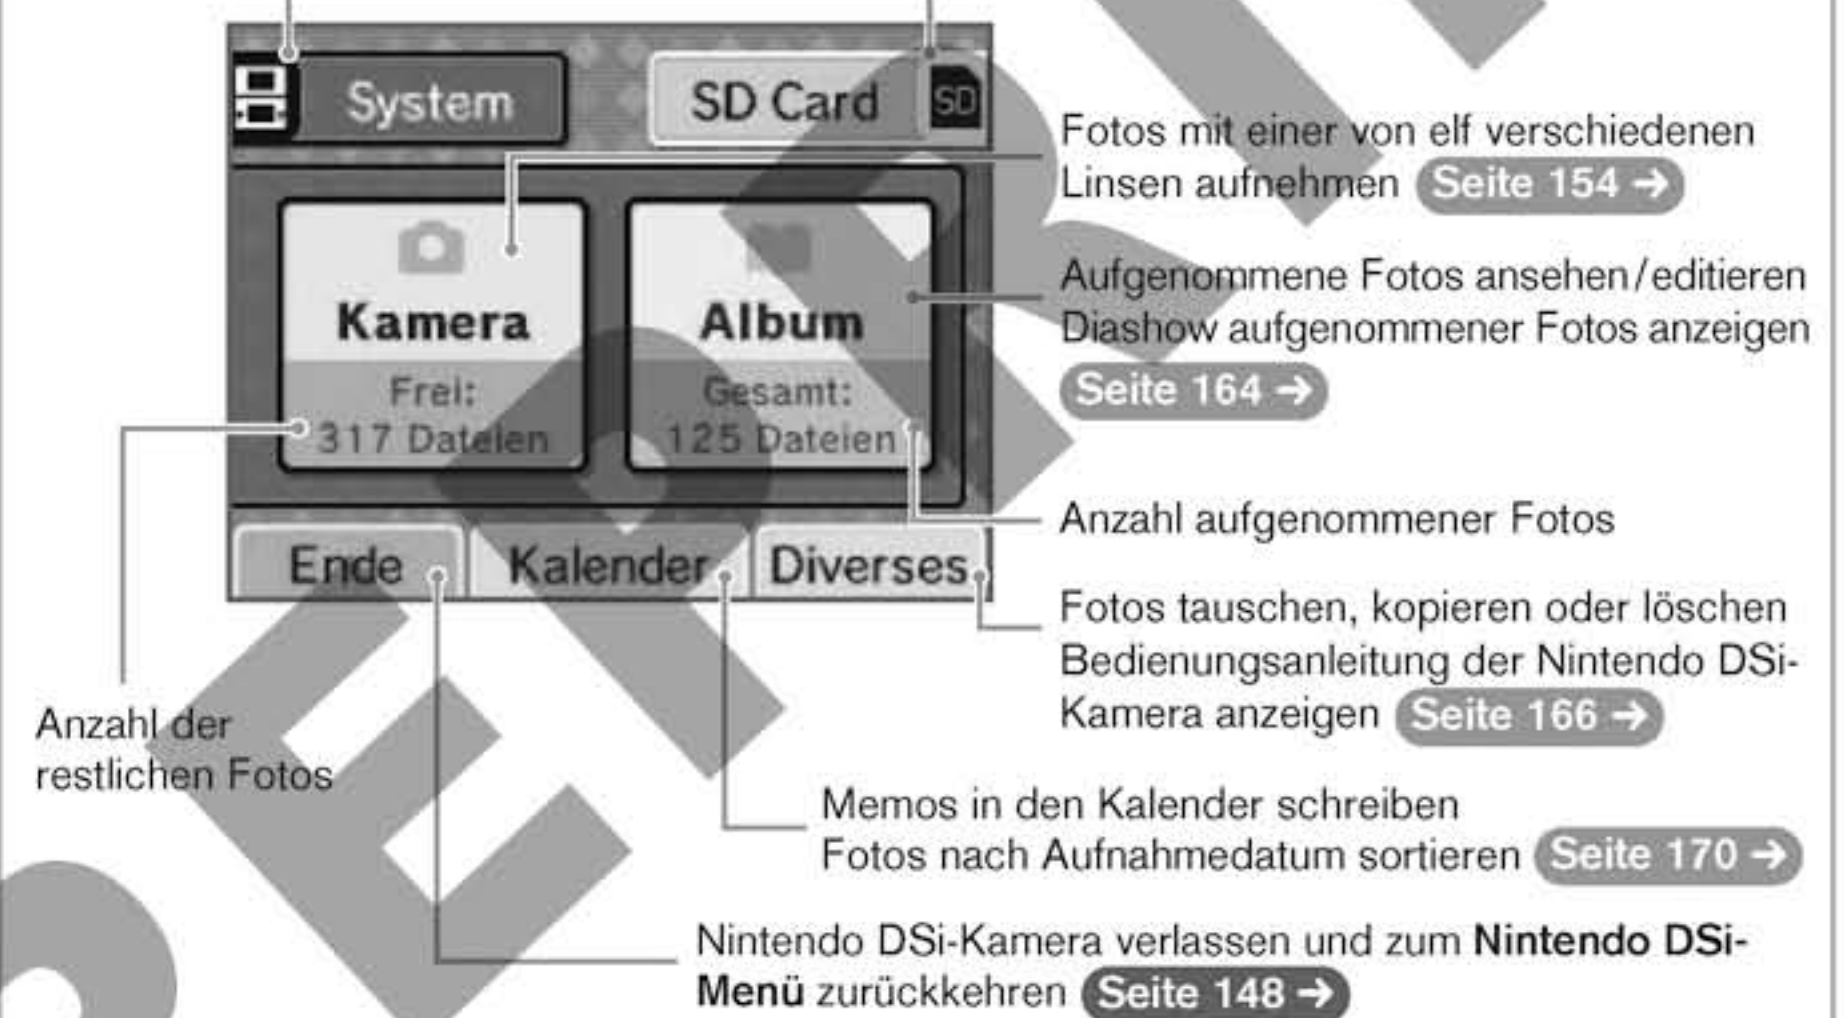 System
SD Card
SD
Fotos mit einer von elf verschiedenen
Linsen aufnehmen Seite 154 →
Kamera
Frei:
317 Dateien
Album
Gesamt:
125 Dateien
Aufgenommene Fotos ansehen/editieren
Diashow aufgenommener Fotos anzeigen
Seite 164 →
Anzahl aufgenommener Fotos
Ende
Kalender
Diverses
Fotos tauschen, kopieren oder löschen
Bedienungsanleitung der Nintendo DSi-
Kamera anzeigen Seite 166 →
Anzahl der
restlichen Fotos
Memos in den Kalender schreiben
Fotos nach Aufnahmedatum sortieren Seite 170 →
Nintendo DSi-Kamera verlassen und zum Nintendo DSi-
Menü zurückkehren Seite 148 →